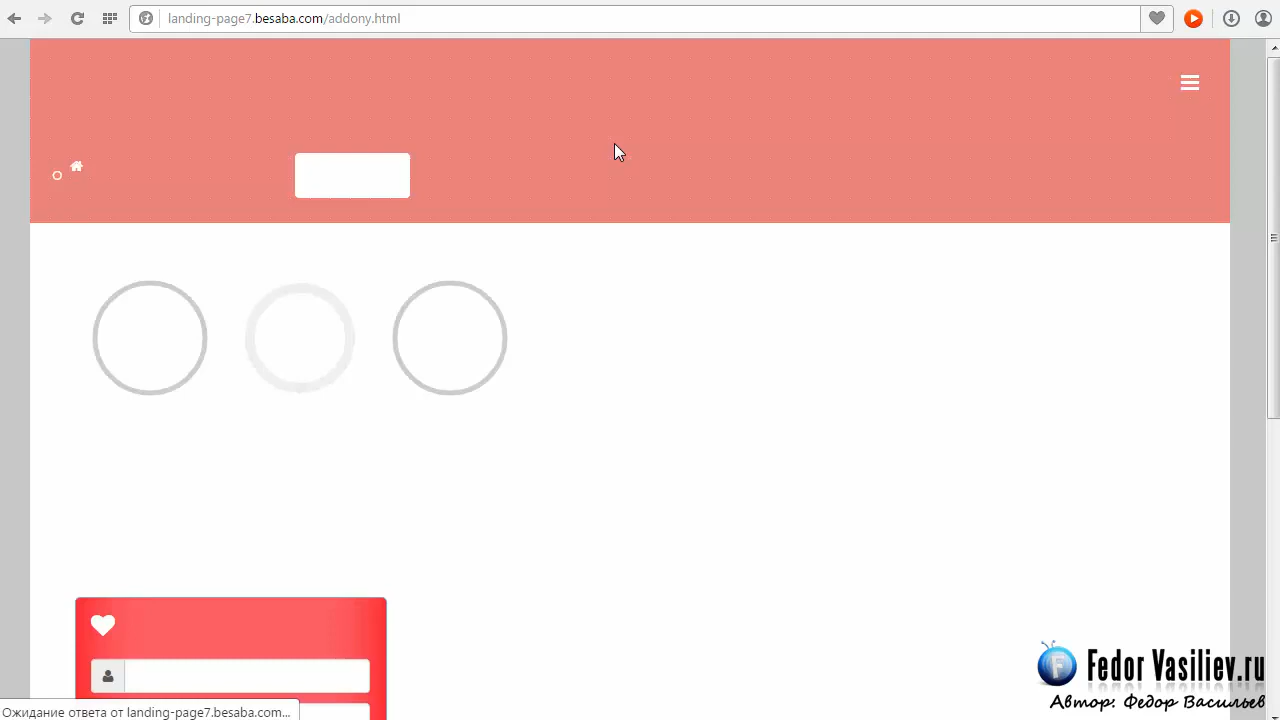 landing-page7.besaba.com/addony.html
Fedor Vasiliev.ru
Автор: Федор Васильев
Ожидание ответа от landing-page7.besaba.com...